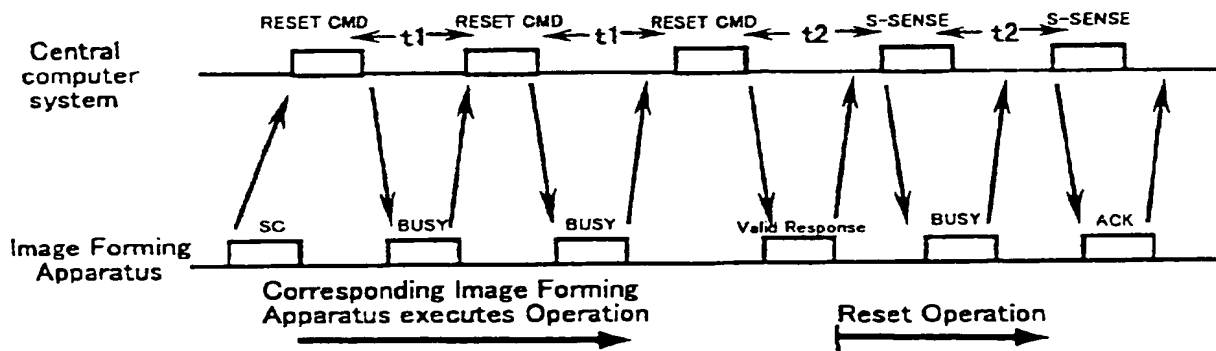 RESET CMD t1 RESET CMD t1 RESET CMD t2 S-SENSE t2 S-SENSE
Central
computer
system
SC BUSY BUSY Valid Response BUSY ACK
Image Forming
Apparatus
Corresponding Image Forming
Apparatus executes Operation
Reset Operation